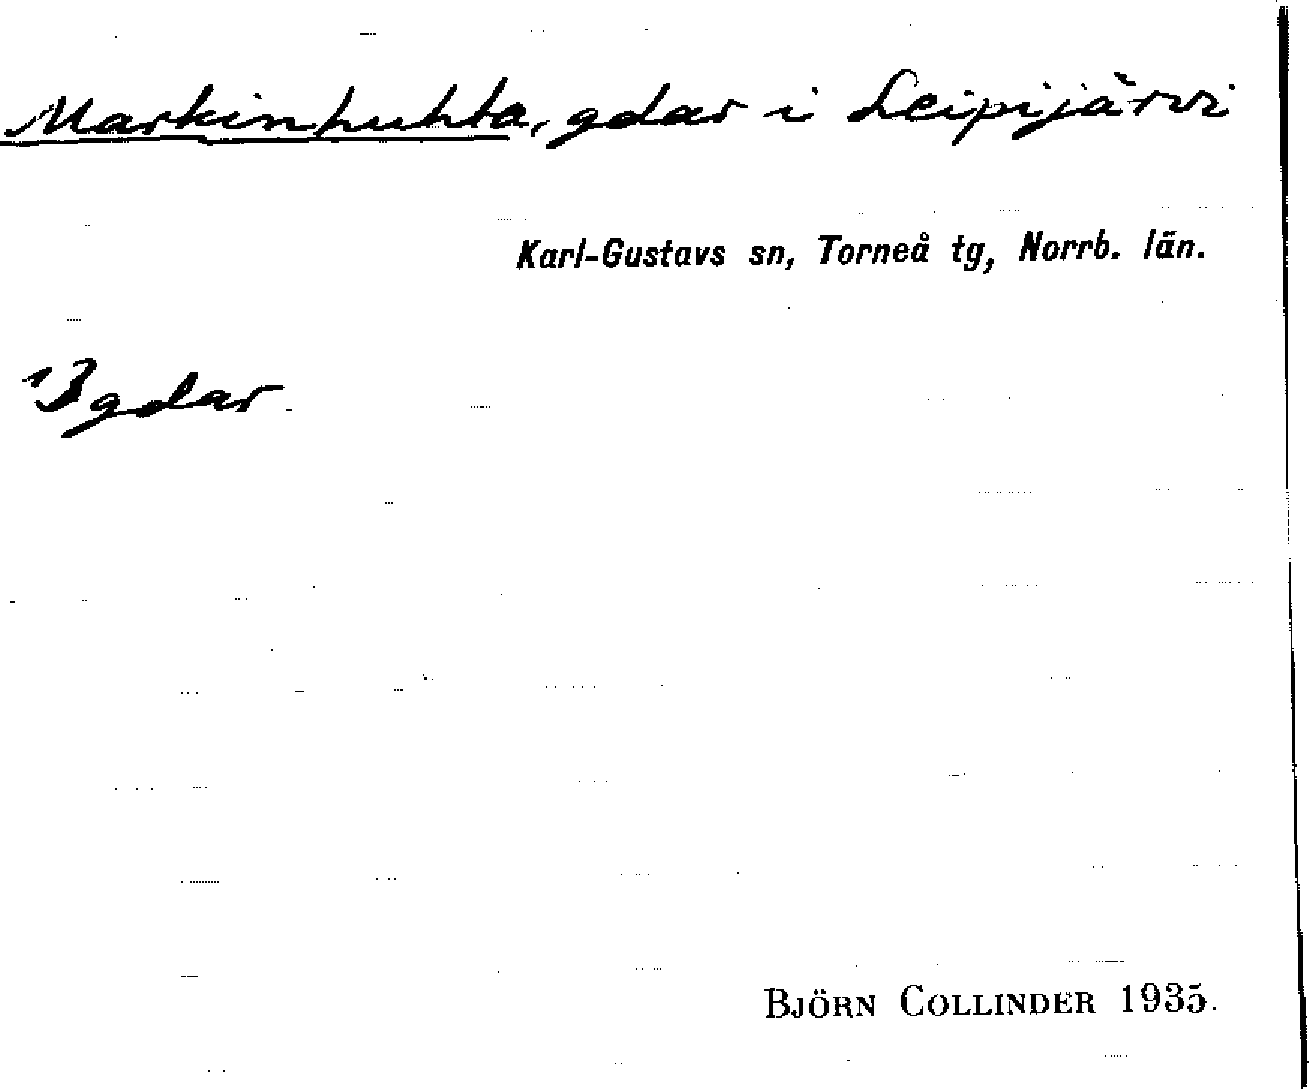 Markinhuhta, gdar i Leipijärvi
Karl-Gustavs sn, Torneå tg, Norrb. län.
3 gdar.
BJÖRN COLLINDER 1935.